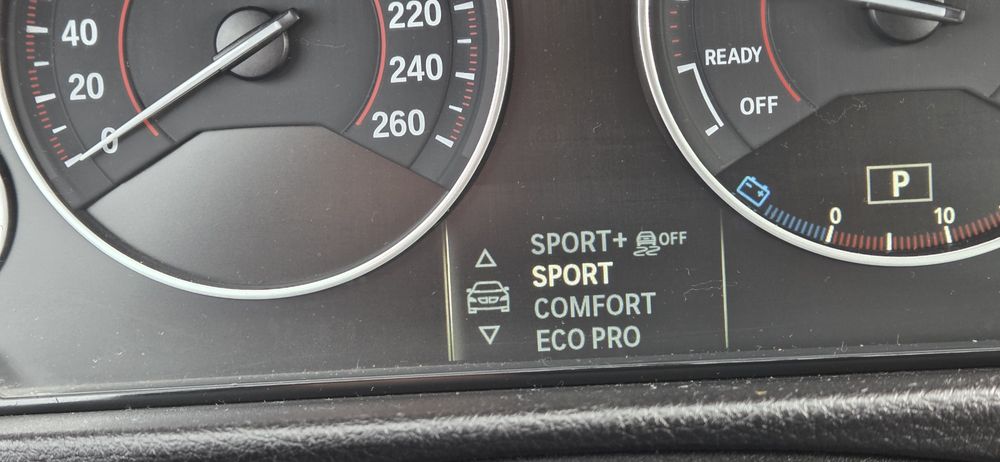 40
20
0
220
240
260
READY
OFF
P
0 10
SPORT+ OFF
SPORT
COMFORT
ECO PRO